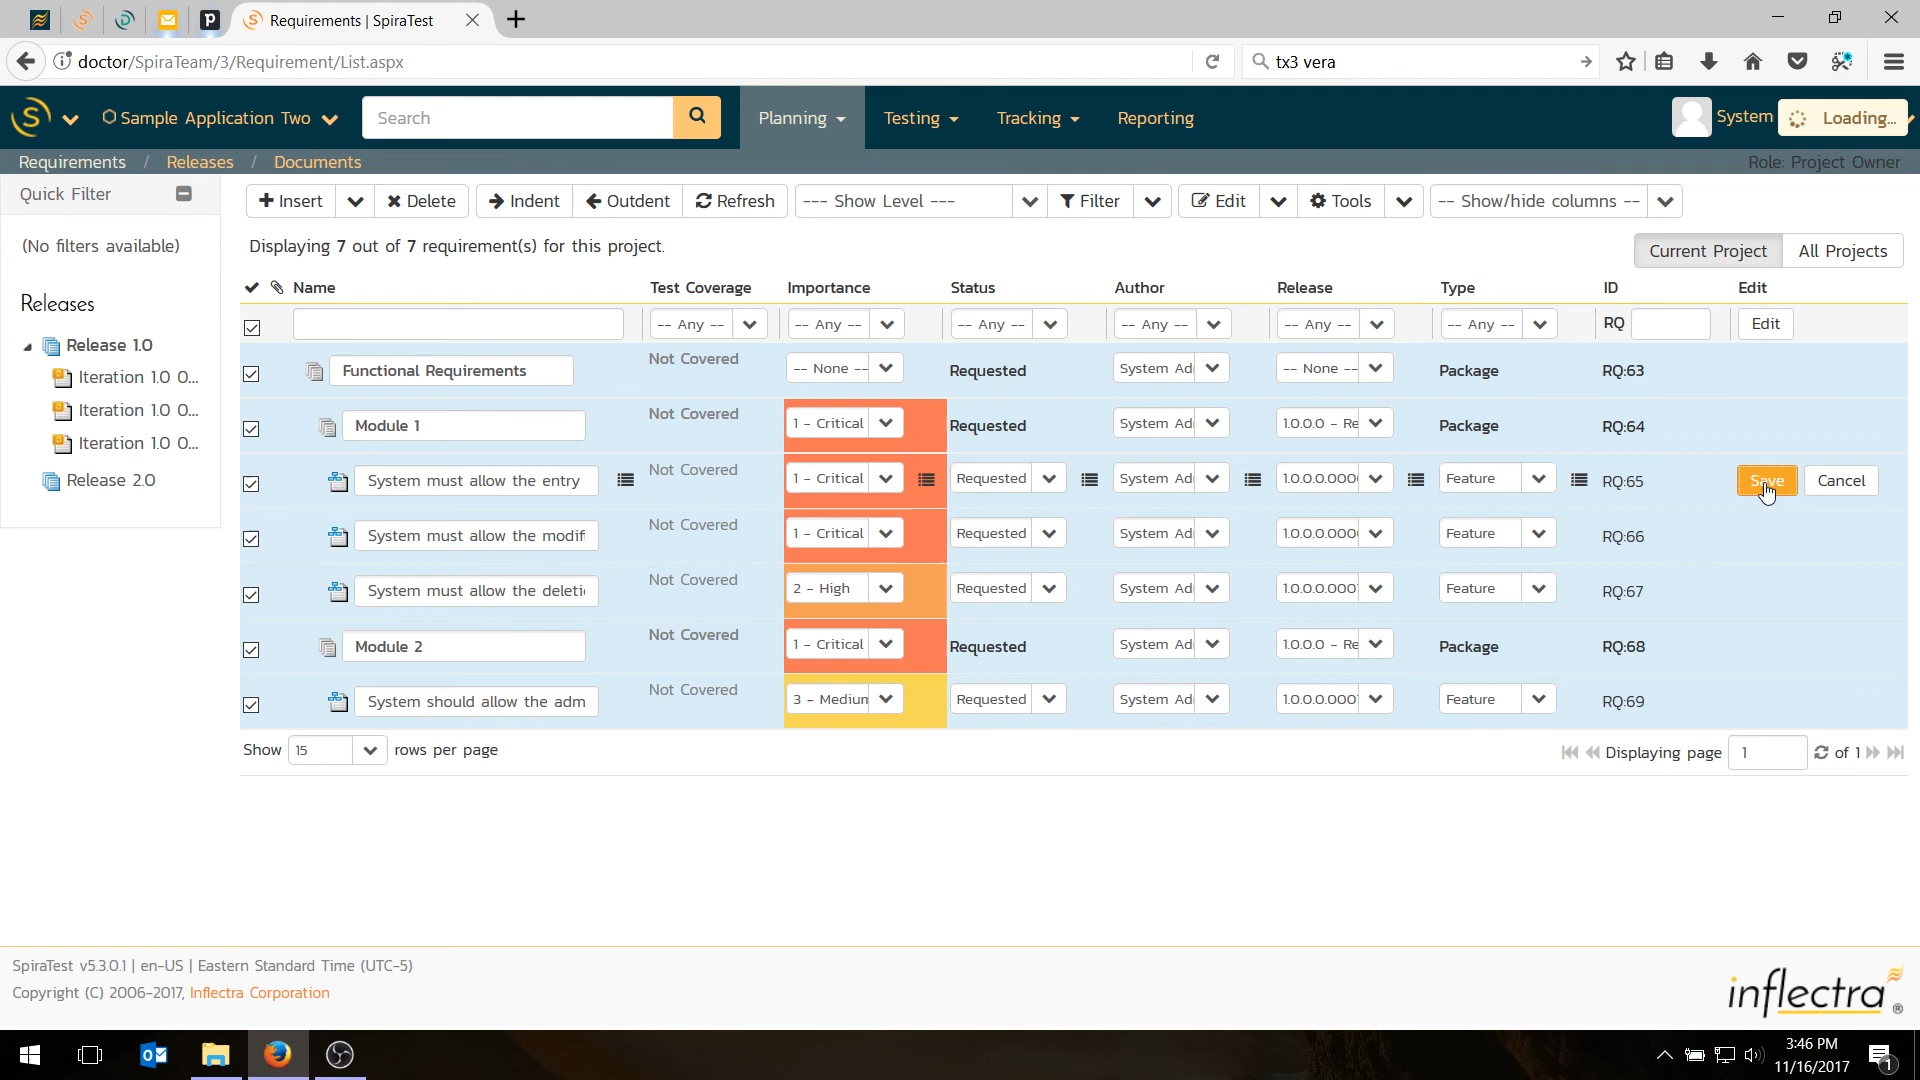 Requirements | SpiraTest
doctor/SpiraTeam/3/Requirement/List.aspx
tx3 vera
Sample Application Two
Search
Planning
Testing
Tracking
Reporting
System
Loading...
Requirements / Releases / Documents
Role: Project Owner
Quick Filter
Insert
Delete
Indent
Outdent
Refresh
--- Show Level ---
Filter
Edit
Tools
-- Show/hide columns --
(No filters available)
Displaying 7 out of 7 requirement(s) for this project.
Current Project
All Projects
Releases
Release 1.0
Iteration 1.0 0...
Iteration 1.0 0...
Iteration 1.0 0...
Release 2.0
Name Test Coverage Importance Status Author Release Type ID Edit
-- Any -- -- Any -- -- Any -- -- Any -- -- Any -- -- Any -- RQ Edit
Functional Requirements Not Covered -- None -- Requested System Ad -- None -- Package RQ:63
Module 1 Not Covered 1 - Critical Requested System Ad 1.0.0.0 - Re Package RQ:64
System must allow the entry Not Covered 1 - Critical Requested System Ad 1.0.0.0.000 Feature RQ:65 Save Cancel
System must allow the modif Not Covered 1 - Critical Requested System Ad 1.0.0.0.000 Feature RQ:66
System must allow the deleti Not Covered 2 - High Requested System Ad 1.0.0.0.000 Feature RQ:67
Module 2 Not Covered 1 - Critical Requested System Ad 1.0.0.0 - Re Package RQ:68
System should allow the adm Not Covered 3 - Medium Requested System Ad 1.0.0.0.000 Feature RQ:69
Show 15 rows per page
Displaying page 1 of 1
SpiraTest v5.3.0.1 | en-US | Eastern Standard Time (UTC-5)
Copyright (C) 2006-2017, Inflectra Corporation
inflectra®
3:46 PM
11/16/2017
1